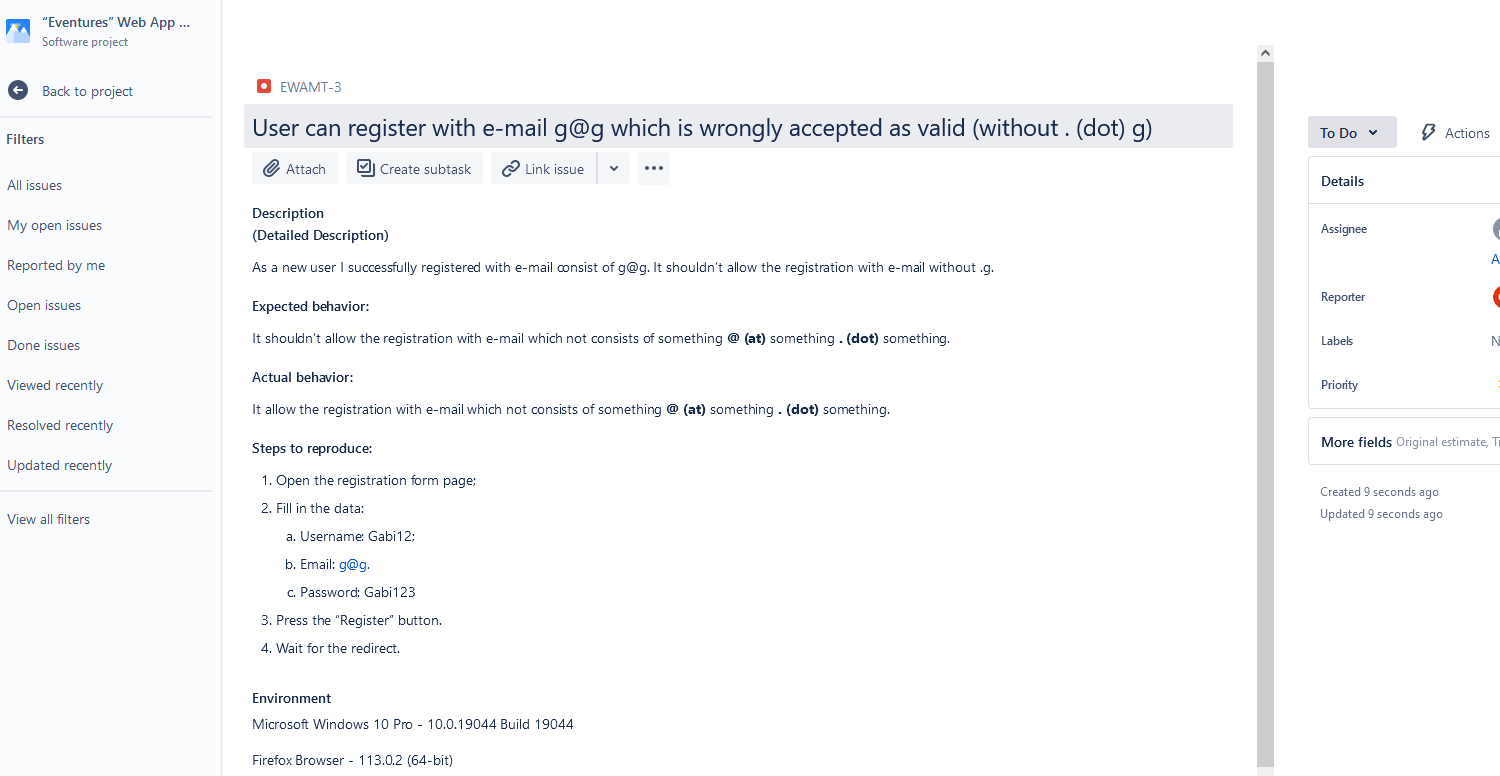 “Eventures” Web App ...
Software project
Back to project
Filters
All issues
My open issues
Reported by me
Open issues
Done issues
Viewed recently
Resolved recently
Updated recently
View all filters
EWAMT-3
User can register with e-mail g@g which is wrongly accepted as valid (without . (dot) g)
Attach
Create subtask
Link issue
Description
(Detailed Description)
As a new user I successfully registered with e-mail consist of g@g. It shouldn't allow the registration with e-mail without .g.
Expected behavior:
It shouldn't allow the registration with e-mail which not consists of something @ (at) something . (dot) something.
Actual behavior:
It allow the registration with e-mail which not consists of something @ (at) something . (dot) something.
Steps to reproduce:
1. Open the registration form page;
2. Fill in the data:
a. Username: Gabi12;
b. Email: g@g.
c. Password: Gabi123
3. Press the “Register” button.
4. Wait for the redirect.
Environment
Microsoft Windows 10 Pro - 10.0.19044 Build 19044
Firefox Browser - 113.0.2 (64-bit)
To Do
Actions
Details
Assignee
A
Reporter
Labels
N
Priority
More fields Original estimate, Ti
Created 9 seconds ago
Updated 9 seconds ago